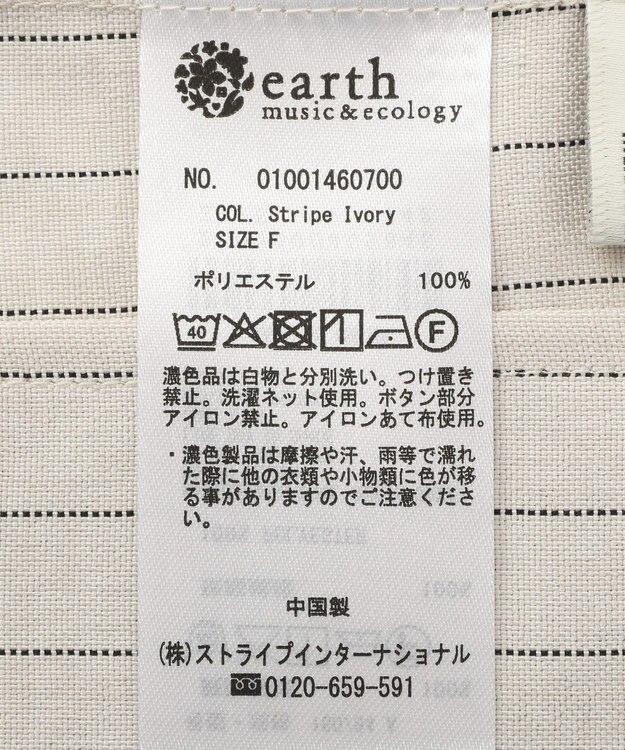 earth
music&ecology
NO. 01001460700
COL. Stripe Ivory
SIZE F
ポリエステル 100%
40 F
濃色品は白物と分別洗い。つけ置き
禁止。洗濯ネット使用。ボタン部分
アイロン禁止。アイロンあて布使用。
・濃色製品は摩擦や汗、雨等で濡れ
た際に他の衣類や小物類に色が移
る事がありますのでご注意くださ
い。
中国製
(株)ストライプインターナショナル
0120-659-591